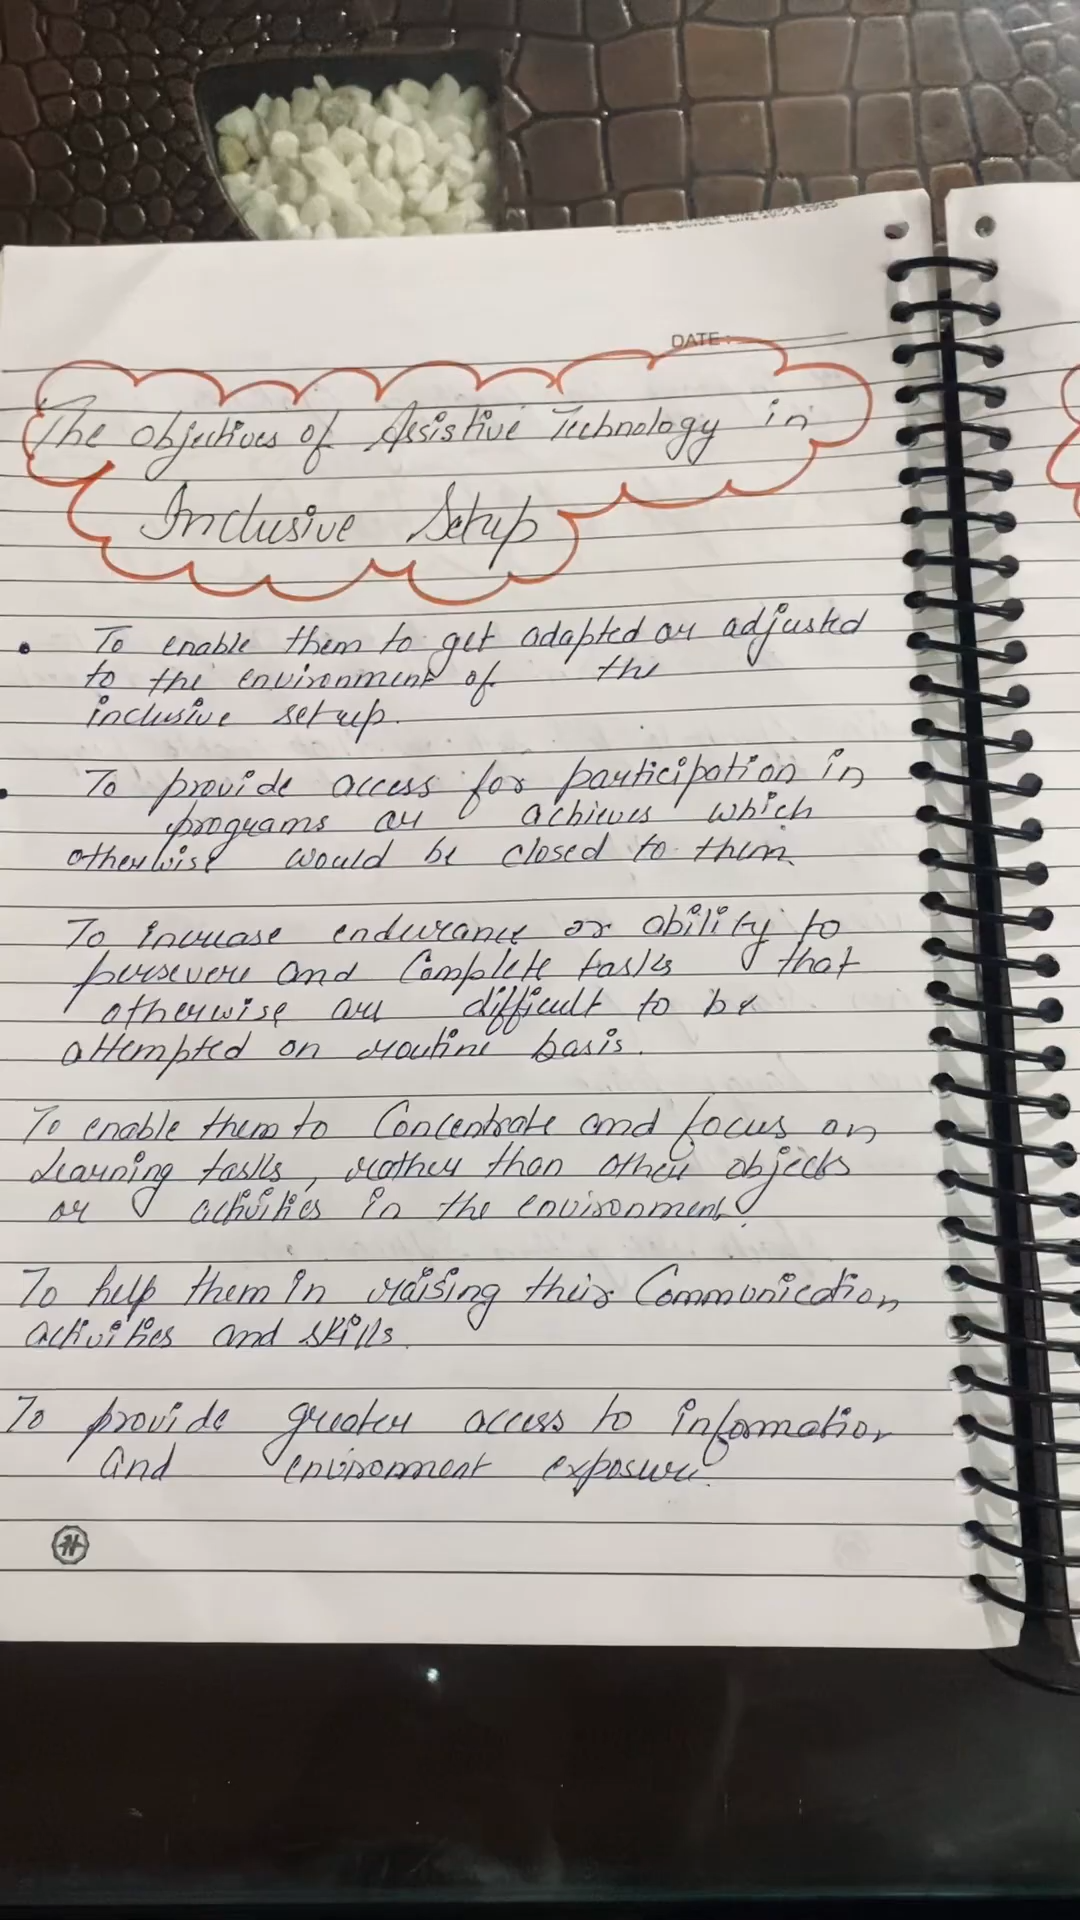 DATE :
The objectives of Assistive Technology in
Inclusive Setup
• To enable them to get adapted or adjusted
to the environment of the
inclusive setup.
• To provide access for participation in
programs or achieves which
otherwise would be closed to them.
To increase endurance or ability to
persevere and Complete tasks that
otherwise are difficult to be
attempted on routine basis.
To enable them to Concentrate and focus on
learning tasks, rather than other objects
or activities in the environment.
To help them in raising their Communication
activities and skills.
To provide greater access to information
and environment exposure.